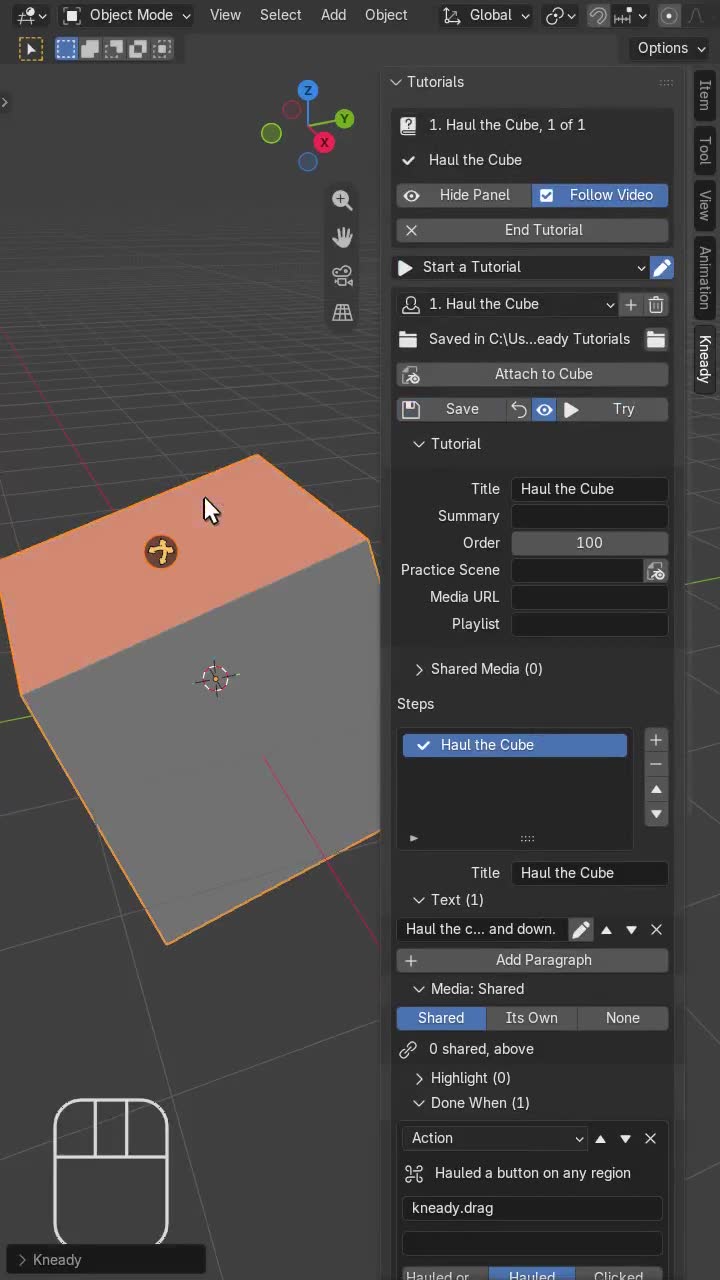 Object Mode View Select Add Object Global
Options
Z
Y
X
Item
Tool
View
Animation
Kneady
Tutorials
1. Haul the Cube, 1 of 1
Haul the Cube
Hide Panel Follow Video
End Tutorial
Start a Tutorial
1. Haul the Cube
Saved in C:\Us...eady Tutorials
Attach to Cube
Save Try
Tutorial
Title Haul the Cube
Summary
Order 100
Practice Scene
Media URL
Playlist
Shared Media (0)
Steps
Haul the Cube
Title Haul the Cube
Text (1)
Haul the c... and down.
Add Paragraph
Media: Shared
Shared Its Own None
0 shared, above
Highlight (0)
Done When (1)
Action
Hauled a button on any region
kneady.drag
Hauled or Hauled Clicked
Kneady